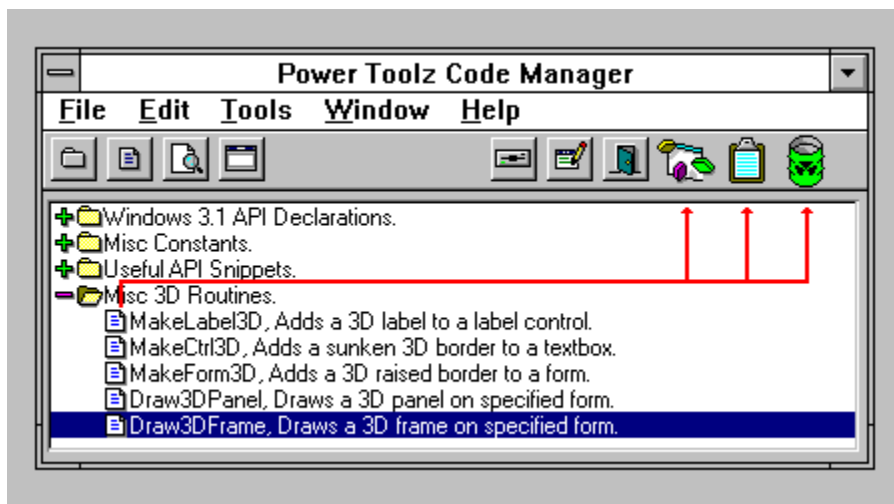 Power Toolz Code Manager
File Edit Tools Window Help
Windows 3.1 API Declarations.
Misc Constants.
Useful API Snippets.
Misc 3D Routines.
MakeLabel3D, Adds a 3D label to a label control.
MakeCtrl3D, Adds a sunken 3D border to a textbox.
MakeForm3D, Adds a 3D raised border to a form.
Draw3DPanel, Draws a 3D panel on specified form.
Draw3DFrame, Draws a 3D frame on specified form.